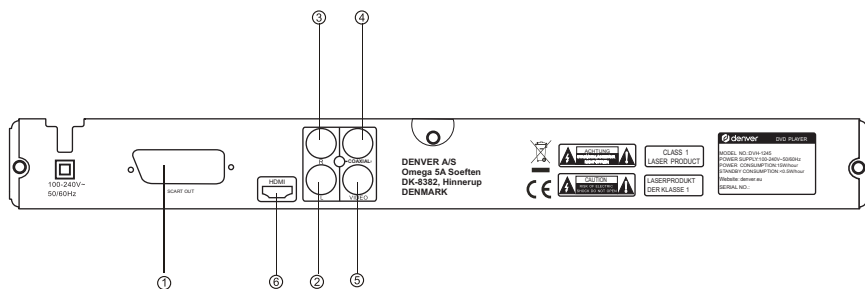 ③
④
100-240V~
50/60Hz
SCART OUT
HDMI
R
COAXIAL
L
VIDEO
DENVER A/S
Omega 5A Soeften
DK-8382, Hinnerup
DENMARK
CE
ACHTUNG
CAUTION
RISK OF ELECTRIC
SHOCK DO NOT OPEN
CLASS 1
LASER PRODUCT
LASERPRODUKT
DER KLASSE 1
denver DVD PLAYER
MODEL NO.:DVH-1245
POWER SUPPLY:100-240V~50/60Hz
POWER CONSUMPTION:15W/hour
STANDBY CONSUMPTION:<0.5W/hour
Website: denver.eu
SERIAL NO.:
①
⑥
②
⑤